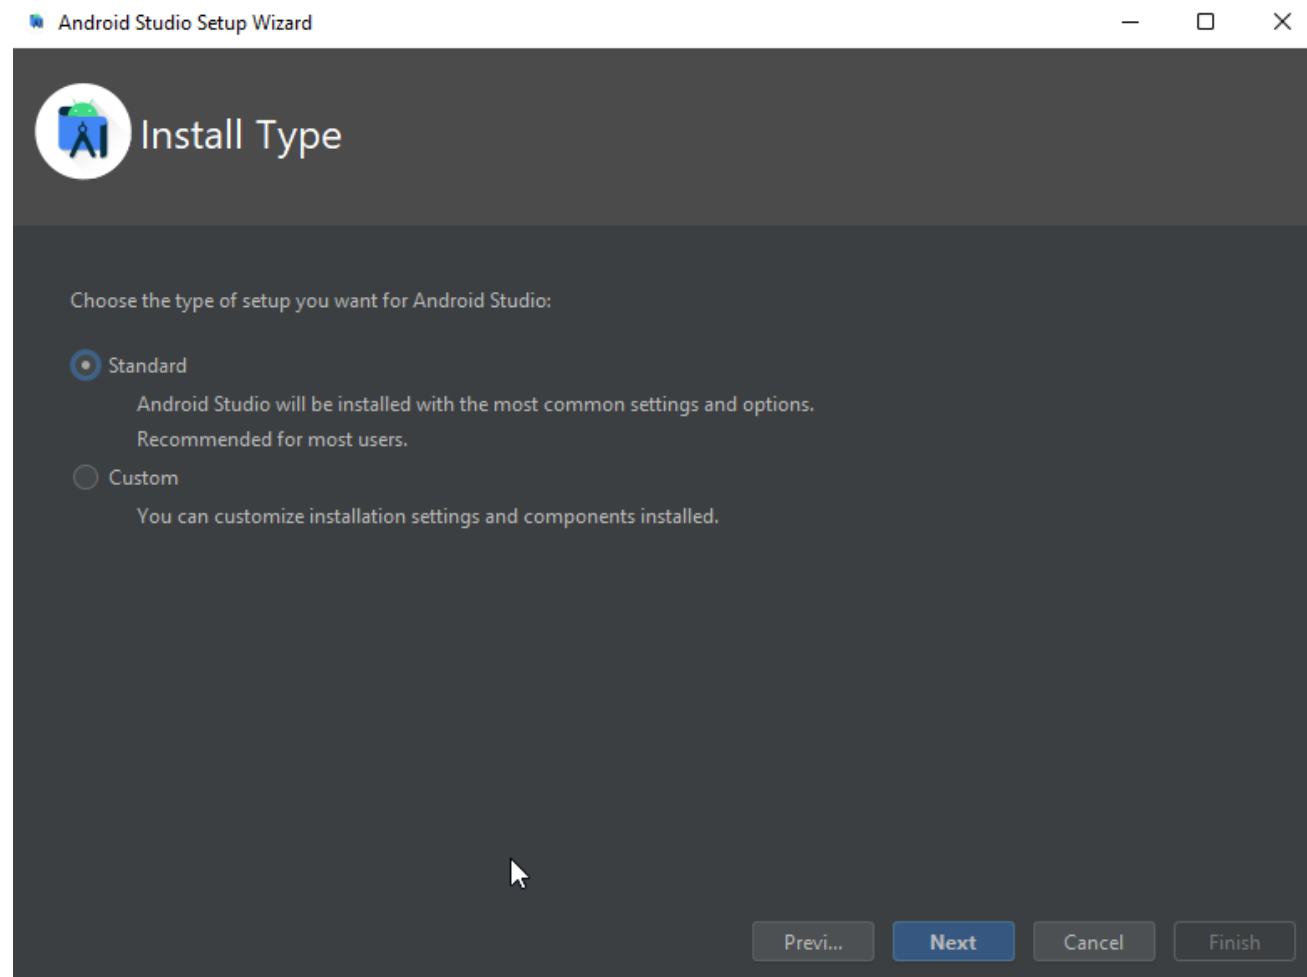 Android Studio Setup Wizard
Install Type
Choose the type of setup you want for Android Studio:
Standard
Android Studio will be installed with the most common settings and options.
Recommended for most users.
Custom
You can customize installation settings and components installed.
Previ... Next Cancel Finish